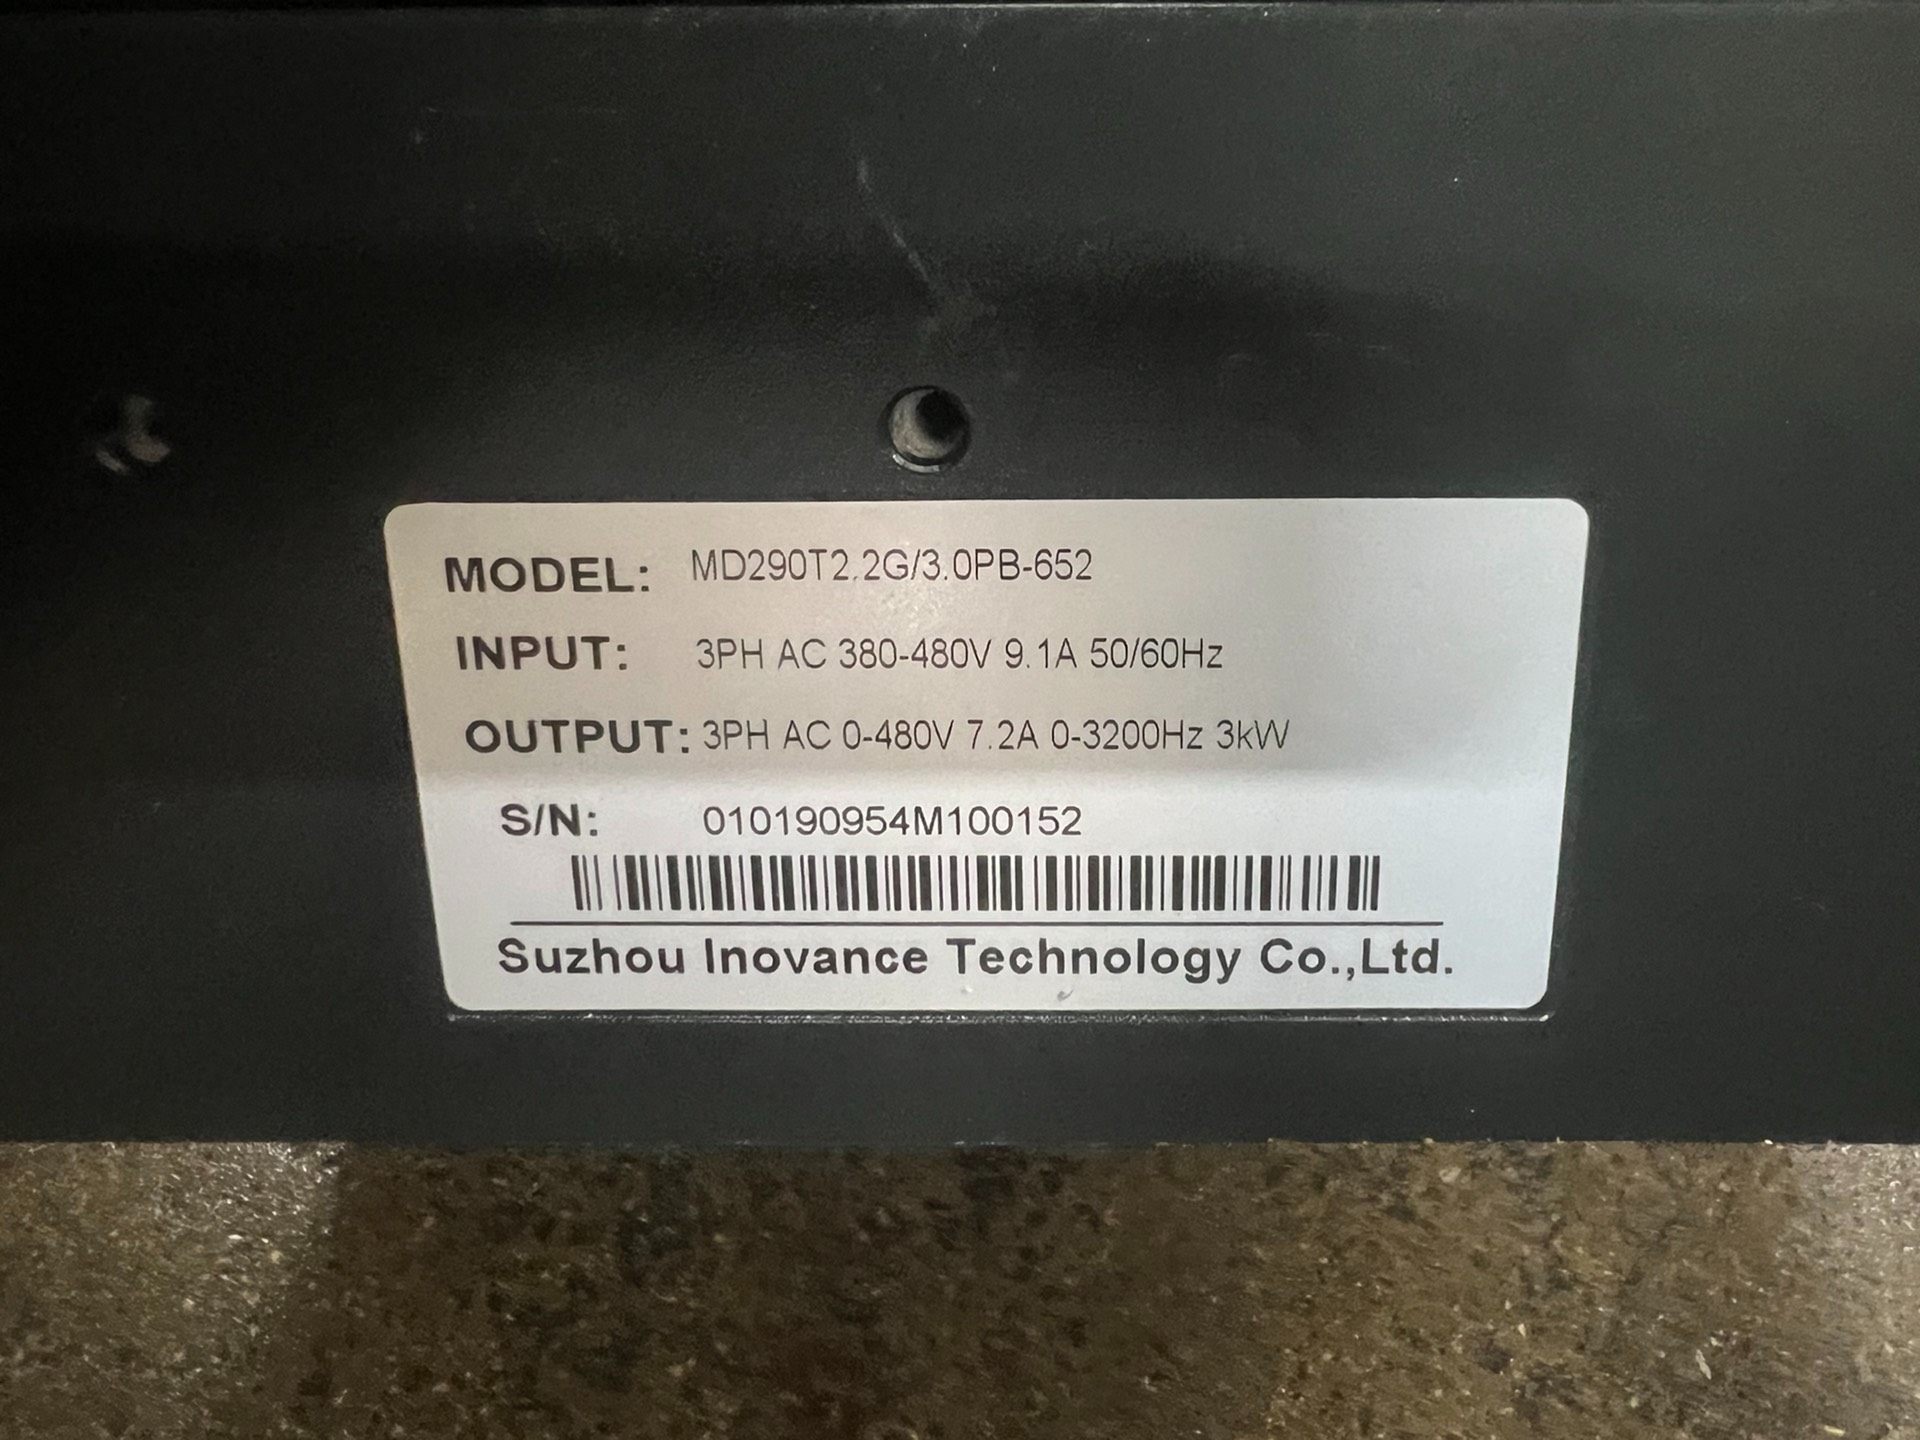 MODEL: MD290T2.2G/3.0PB-652
INPUT: 3PH AC 380-480V 9.1A 50/60Hz
OUTPUT: 3PH AC 0-480V 7.2A 0-3200Hz 3kW
S/N: 010190954M100152
Suzhou Inovance Technology Co.,Ltd.